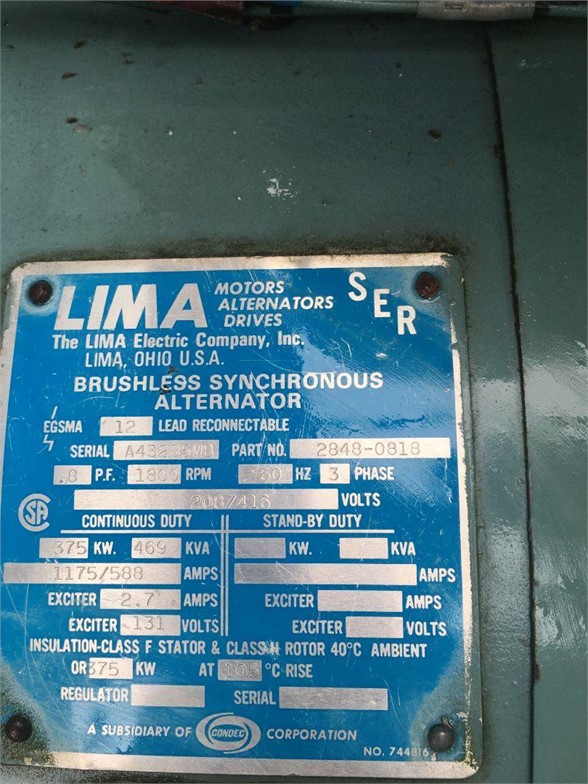 LIMA MOTORS ALTERNATORS DRIVES SER
The LIMA Electric Company, Inc.
LIMA, OHIO U.S.A.
BRUSHLESS SYNCHRONOUS
ALTERNATOR
EGSMA 12 LEAD RECONNECTABLE
SERIAL PART NO. 2848-0818
.8 P.F. 1800 RPM 60 HZ 3 PHASE
208/416 VOLTS
CONTINUOUS DUTY STAND-BY DUTY
375 KW. 469 KVA KW. KVA
1175/588 AMPS AMPS
EXCITER 2.7 AMPS EXCITER AMPS
EXCITER 131 VOLTS EXCITER VOLTS
INSULATION-CLASS F STATOR & CLASS H ROTOR 40°C AMBIENT
OR 375 KW AT 105 °C RISE
REGULATOR SERIAL
A SUBSIDIARY OF CONDEC CORPORATION
NO. 744816
SA